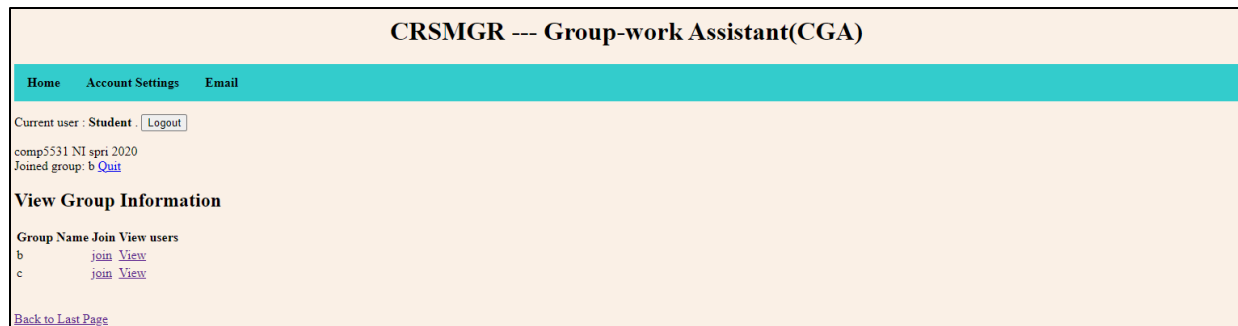 CRSMGR --- Group-work Assistant(CGA)
Home Account Settings Email
Current user : Student . Logout
comp5531 NI spri 2020
Joined group: b Quit
View Group Information
Group Name Join View users
b join View
c join View
Back to Last Page